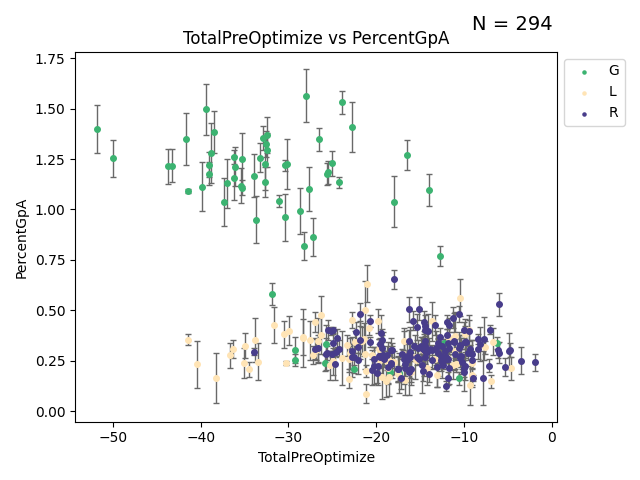 N = 294
TotalPreOptimize vs PercentGpA
PercentGpA
1.75
1.50
1.25
1.00
0.75
0.50
0.25
0.00
−50
−40
−30
−20
−10
0
TotalPreOptimize
G
L
R